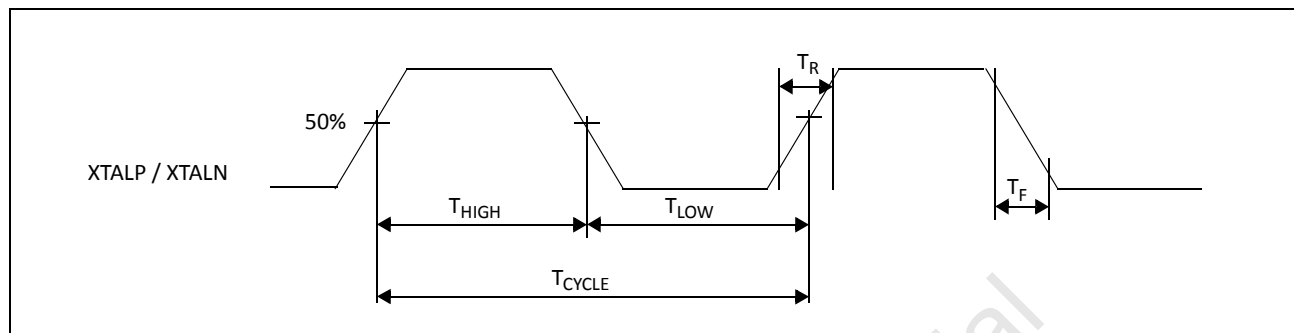 T_R
50%
XTALP / XTALN
T_HIGH
T_LOW
T_F
T_CYCLE